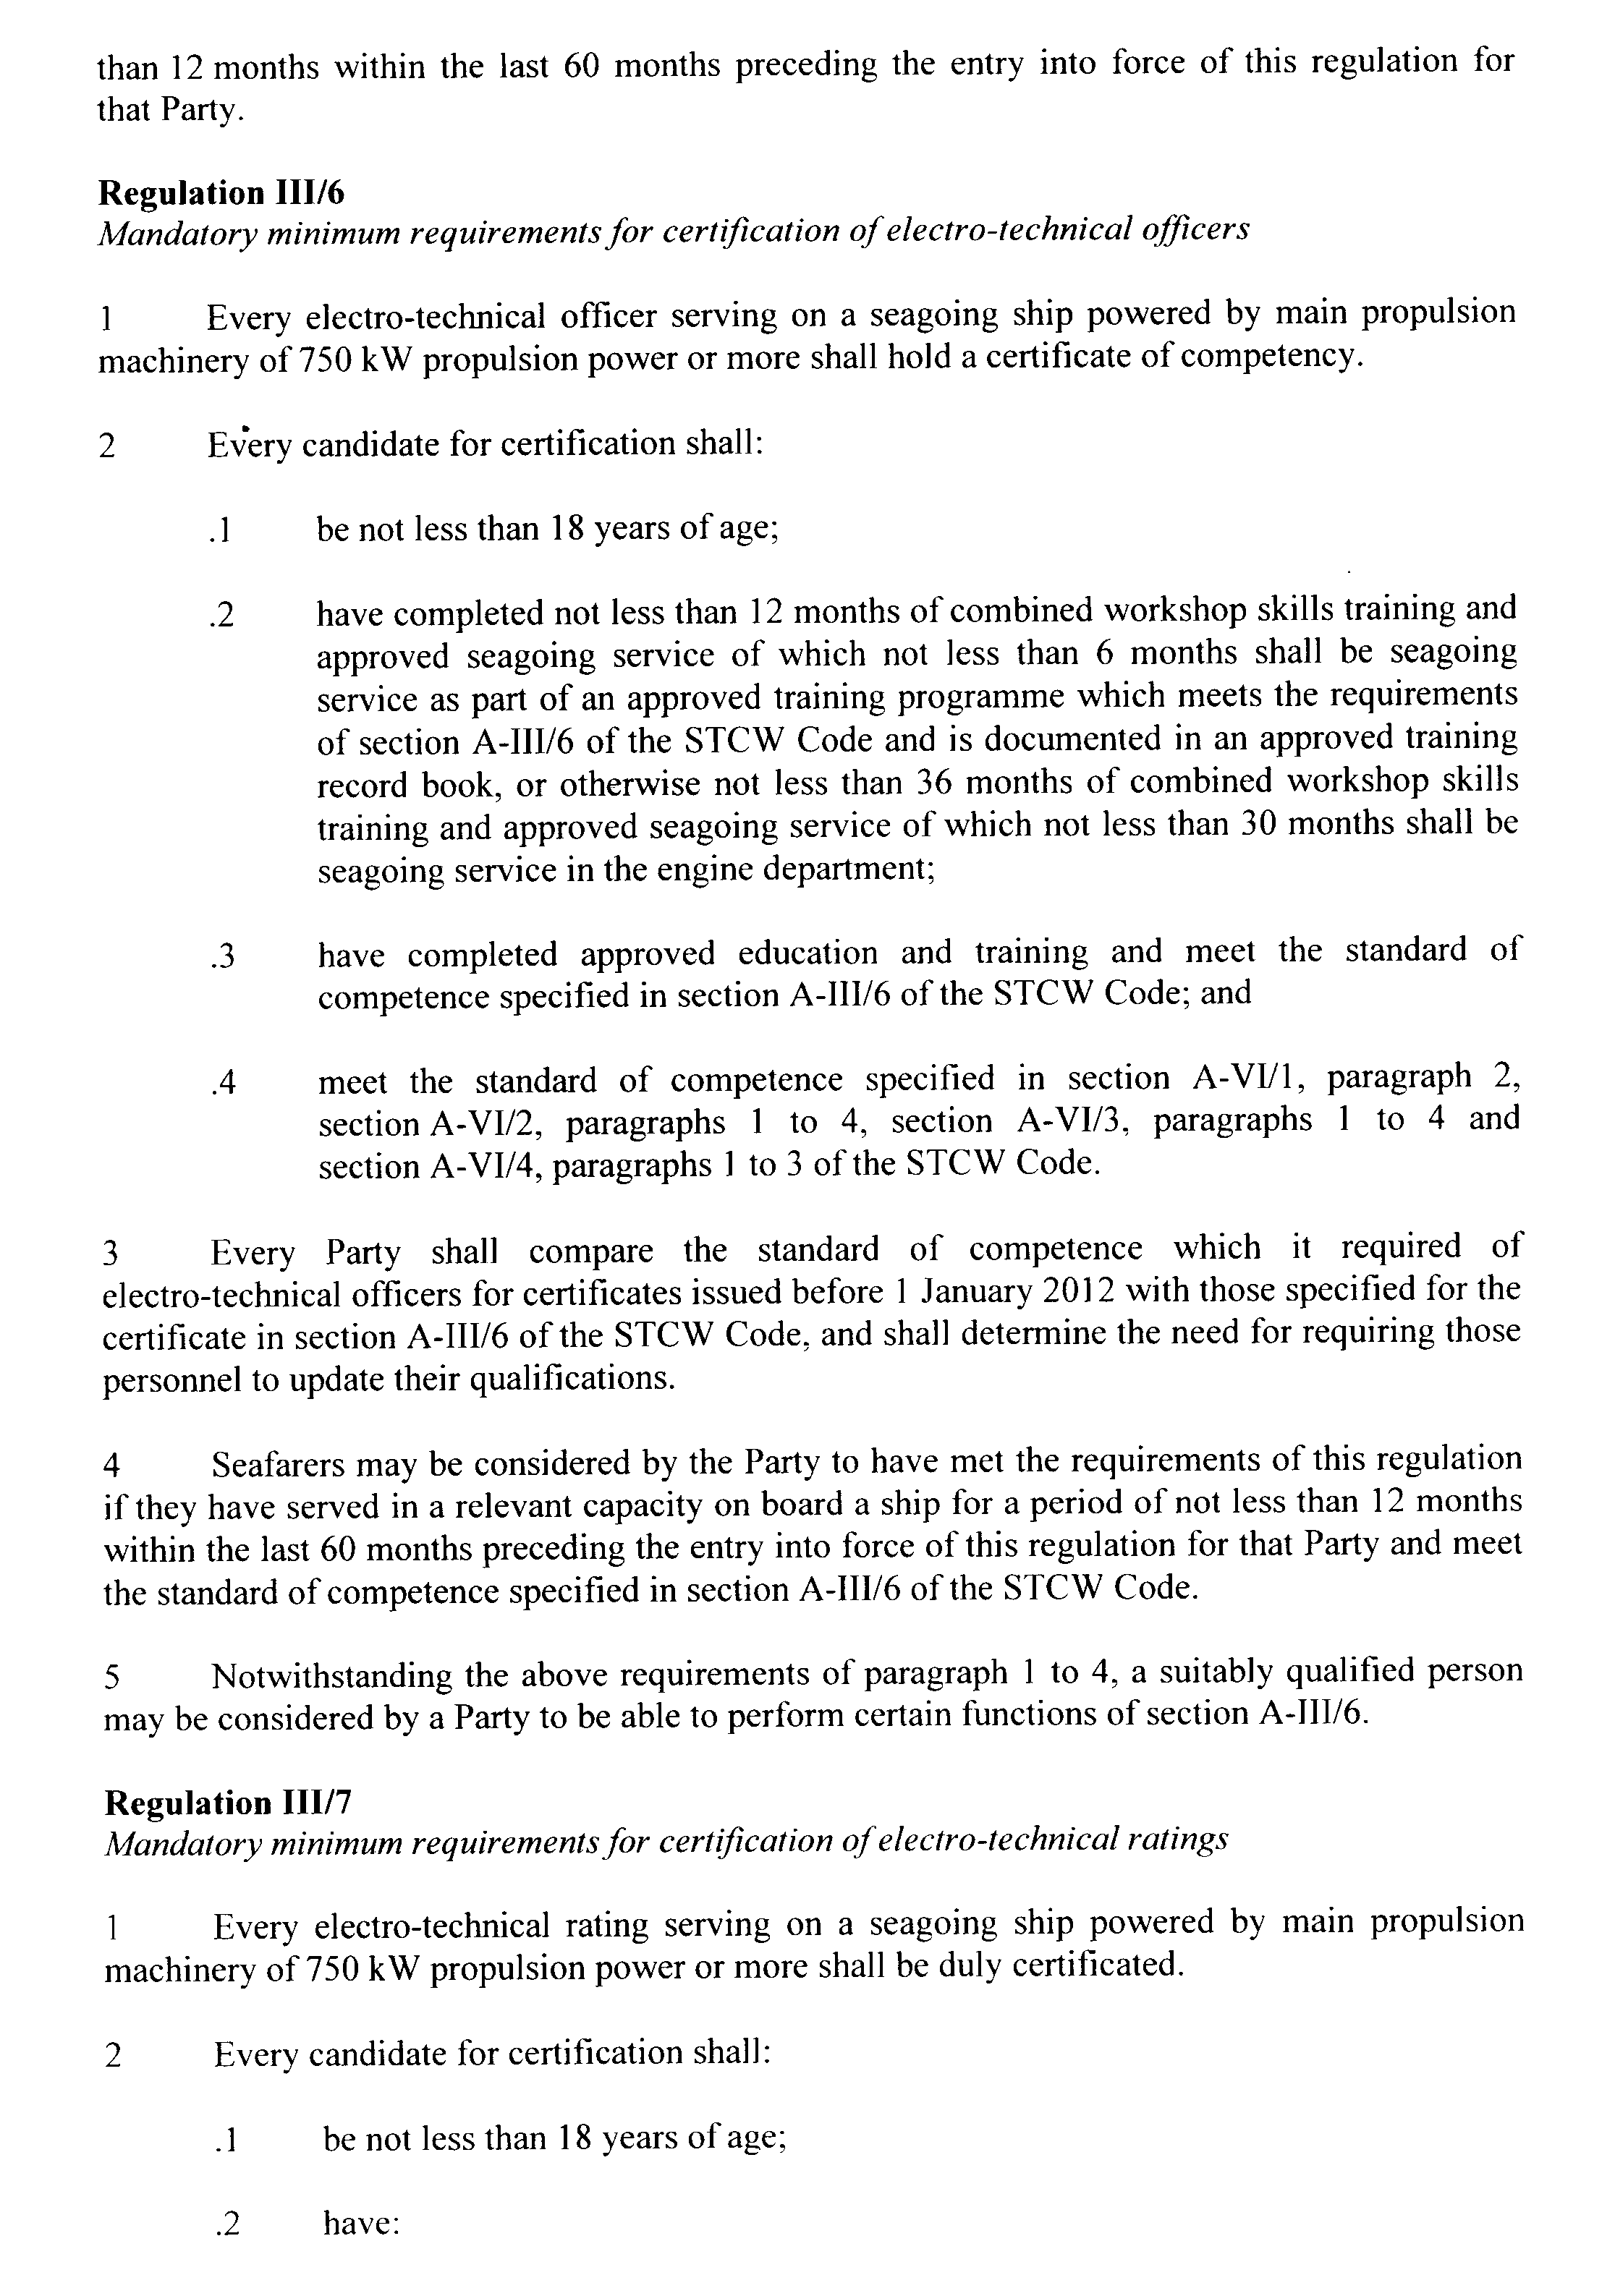 than 12 months within the last 60 months preceding the entry into force of this regulation for
that Party.
Regulation III/6
Mandatory minimum requirements for certification of electro-technical officers
1 Every electro-technical officer serving on a seagoing ship powered by main propulsion
machinery of 750 kW propulsion power or more shall hold a certificate of competency.
2 Every candidate for certification shall:
.1 be not less than 18 years of age;
.2 have completed not less than 12 months of combined workshop skills training and
approved seagoing service of which not less than 6 months shall be seagoing
service as part of an approved training programme which meets the requirements
of section A-III/6 of the STCW Code and is documented in an approved training
record book, or otherwise not less than 36 months of combined workshop skills
training and approved seagoing service of which not less than 30 months shall be
seagoing service in the engine department;
.3 have completed approved education and training and meet the standard of
competence specified in section A-III/6 of the STCW Code; and
.4 meet the standard of competence specified in section A-VI/1, paragraph 2,
section A-VI/2, paragraphs 1 to 4, section A-VI/3, paragraphs 1 to 4 and
section A-VI/4, paragraphs 1 to 3 of the STCW Code.
3 Every Party shall compare the standard of competence which it required of
electro-technical officers for certificates issued before 1 January 2012 with those specified for the
certificate in section A-III/6 of the STCW Code, and shall determine the need for requiring those
personnel to update their qualifications.
4 Seafarers may be considered by the Party to have met the requirements of this regulation
if they have served in a relevant capacity on board a ship for a period of not less than 12 months
within the last 60 months preceding the entry into force of this regulation for that Party and meet
the standard of competence specified in section A-III/6 of the STCW Code.
5 Notwithstanding the above requirements of paragraph 1 to 4, a suitably qualified person
may be considered by a Party to be able to perform certain functions of section A-III/6.
Regulation III/7
Mandatory minimum requirements for certification of electro-technical ratings
1 Every electro-technical rating serving on a seagoing ship powered by main propulsion
machinery of 750 kW propulsion power or more shall be duly certificated.
2 Every candidate for certification shall:
.1 be not less than 18 years of age;
.2 have: